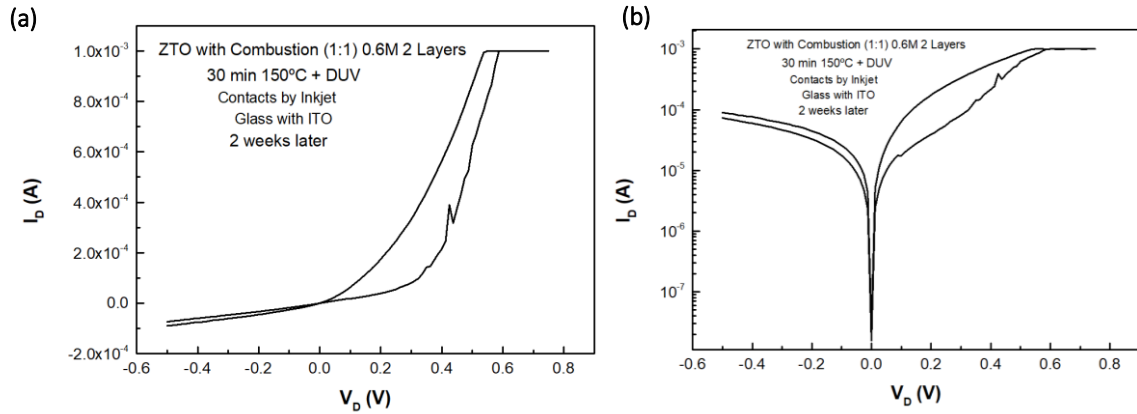 (a)
ZTO with Combustion (1:1) 0.6M 2 Layers
30 min 150ºC + DUV
Contacts by Inkjet
Glass with ITO
2 weeks later
1.0x10⁻³
8.0x10⁻⁴
6.0x10⁻⁴
4.0x10⁻⁴
2.0x10⁻⁴
0.0
-2.0x10⁻⁴
I_D (A)
-0.6 -0.4 -0.2 0.0 0.2 0.4 0.6 0.8
V_D (V)
(b)
ZTO with Combustion (1:1) 0.6M 2 Layers
30 min 150ºC + DUV
Contacts by Inkjet
Glass with ITO
2 weeks later
10⁻³
10⁻⁴
10⁻⁵
10⁻⁶
10⁻⁷
I_D (A)
-0.6 -0.4 -0.2 0.0 0.2 0.4 0.6 0.8
V_D (V)